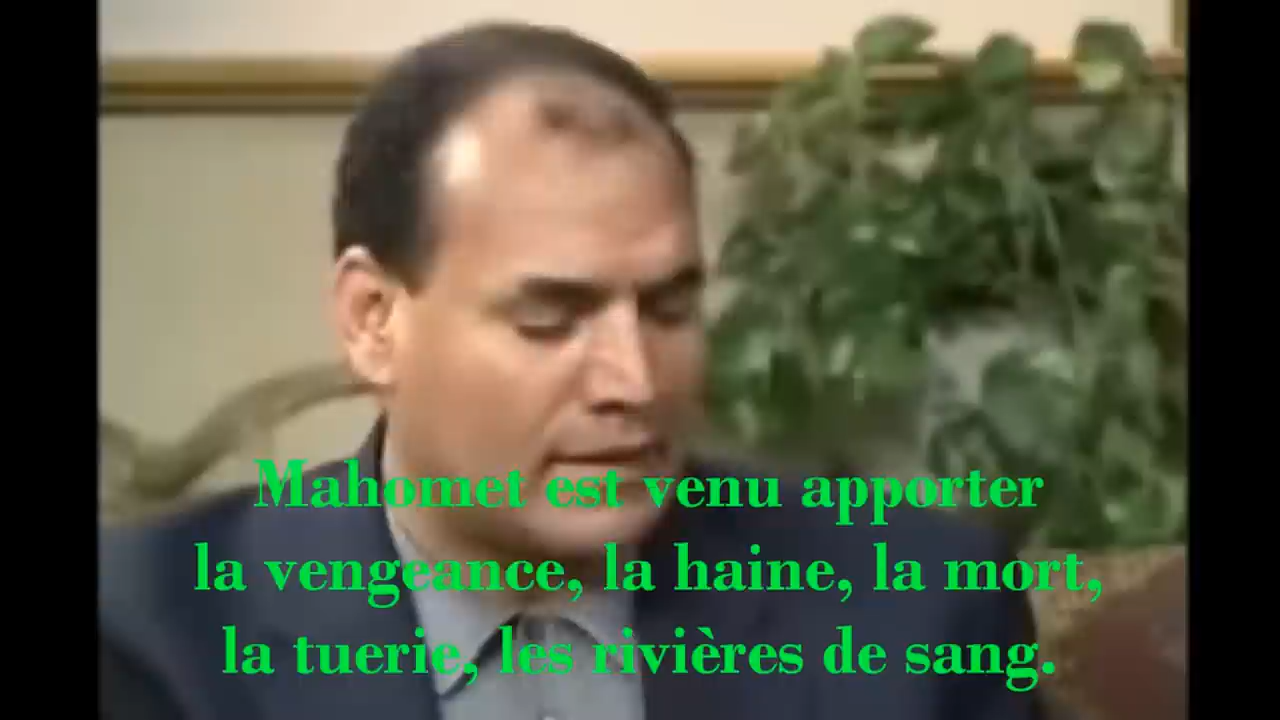 Mahomet est venu apporter
la vengeance, la haine, la mort,
la tuerie, les rivières de sang.